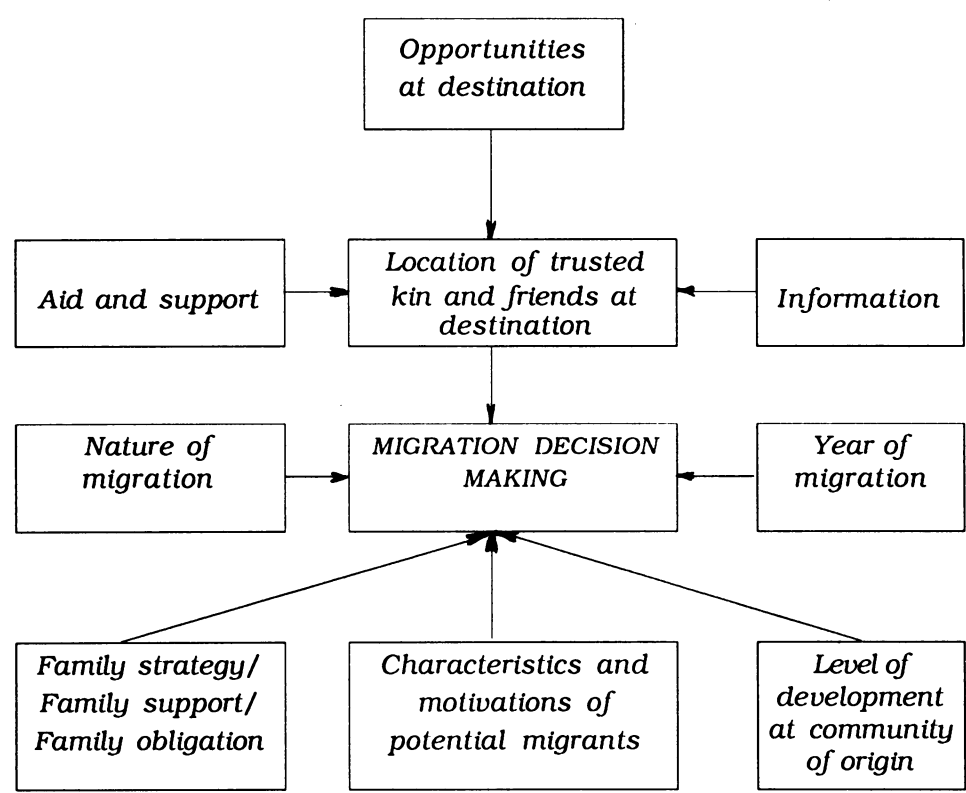 Opportunities
at destination
Aid and support
Location of trusted
kin and friends at
destination
Information
Nature of
migration
MIGRATION DECISION
MAKING
Year of
migration
Family strategy/
Family support/
Family obligation
Characteristics and
motivations of
potential migrants
Level of
development
at community
of origin